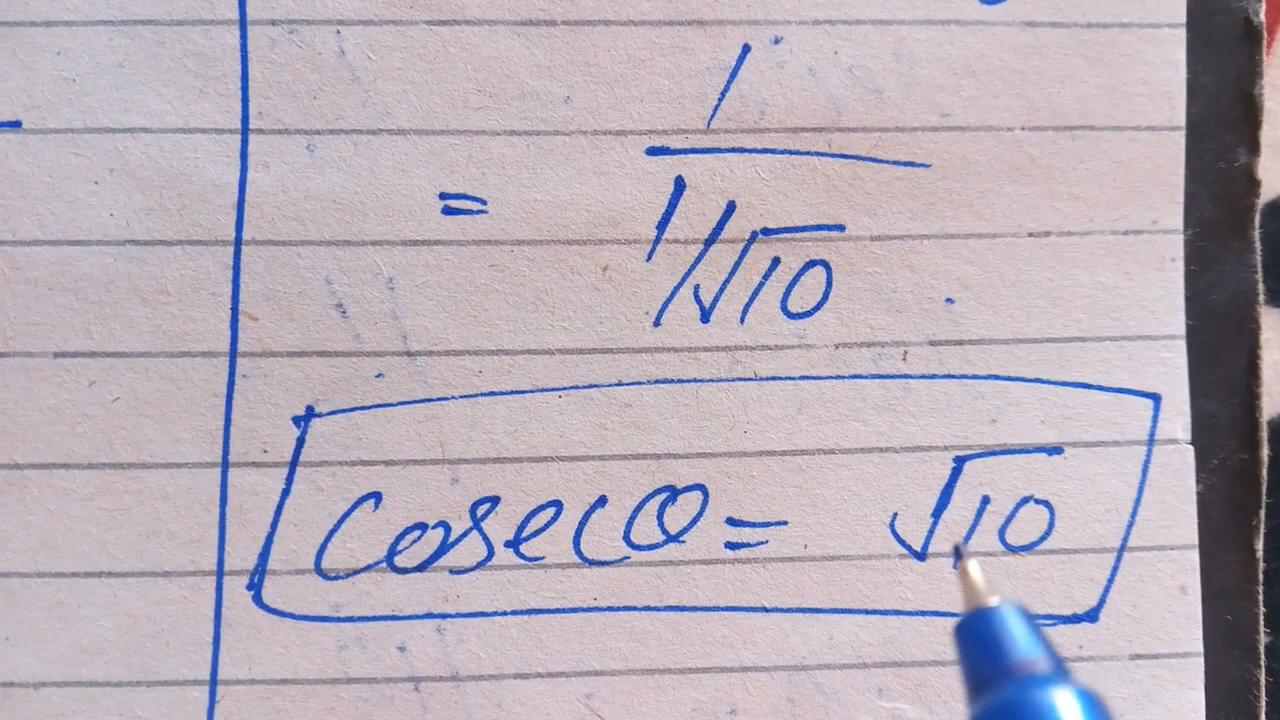 1
= 1/√10
cosecθ = √10